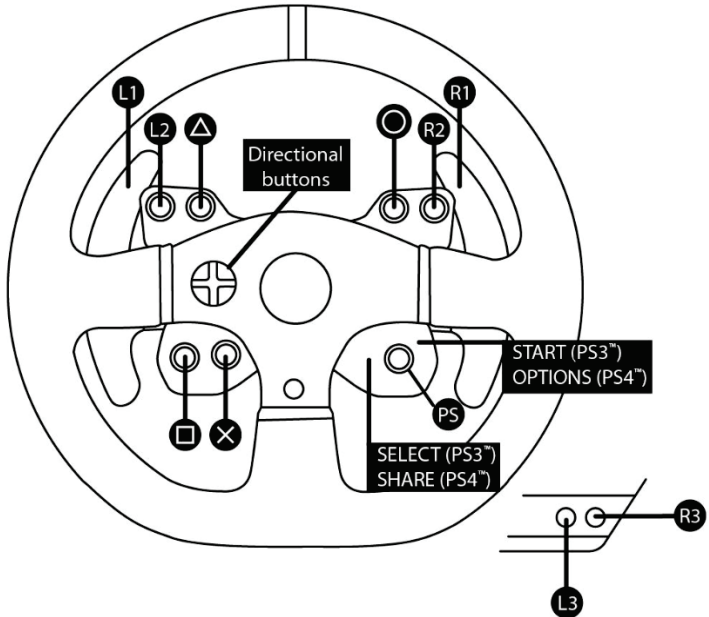 L1
R1
L2
R2
Directional
buttons
START (PS3™)
OPTIONS (PS4™)
PS
SELECT (PS3™)
SHARE (PS4™)
R3
L3